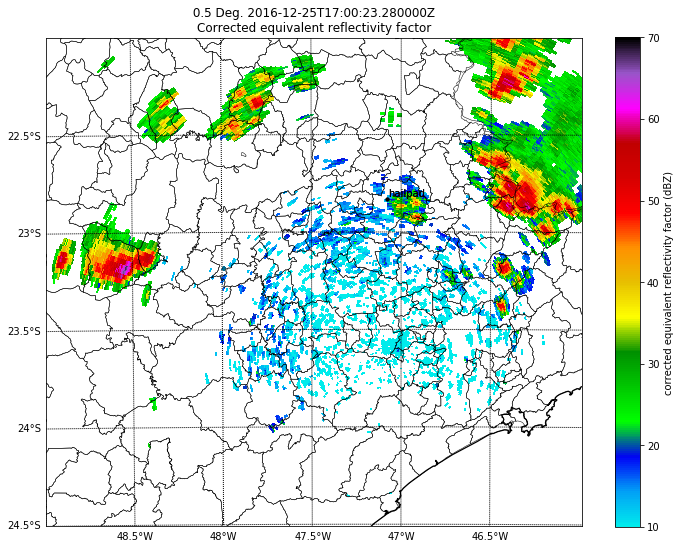 0.5 Deg. 2016-12-25T17:00:23.280000Z
Corrected equivalent reflectivity factor
22.5°S
23°S
23.5°S
24°S
24.5°S
48.5°W
48°W
47.5°W
47°W
46.5°W
hailpad
70
60
50
40
30
20
10
corrected equivalent reflectivity factor (dBZ)